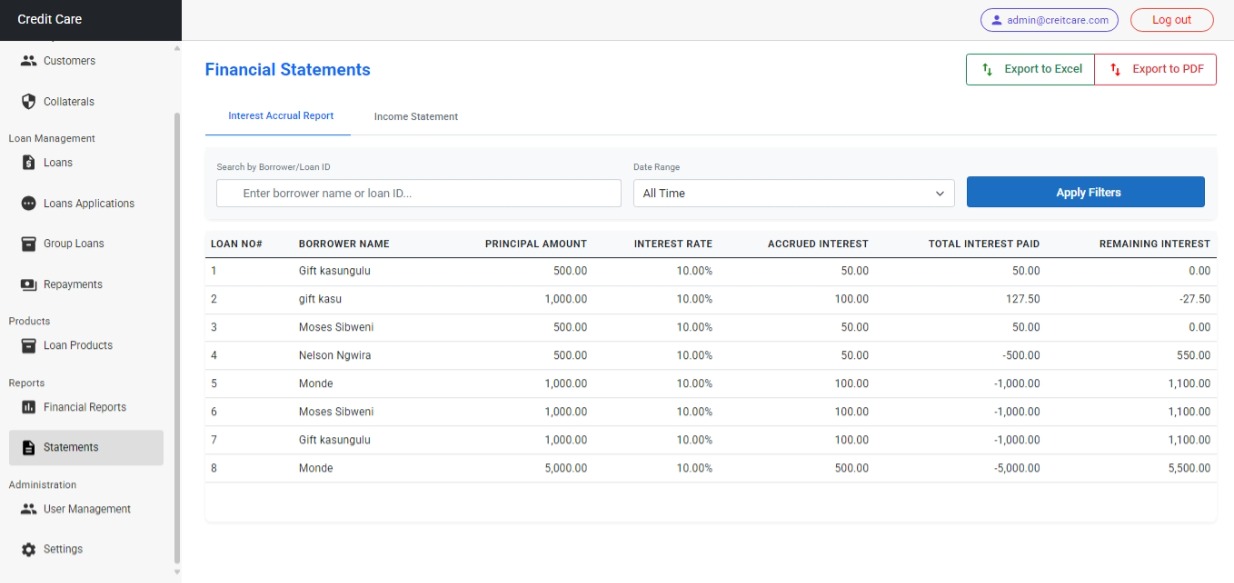 Credit Care
admin@creitcare.com
Log out
Customers
Collaterals
Loan Management
Loans
Loans Applications
Group Loans
Repayments
Products
Loan Products
Reports
Financial Reports
Statements
Administration
User Management
Settings
Financial Statements
Export to Excel
Export to PDF
Interest Accrual Report
Income Statement
Search by Borrower/Loan ID
Enter borrower name or loan ID...
Date Range
All Time
Apply Filters
LOAN NO# BORROWER NAME PRINCIPAL AMOUNT INTEREST RATE ACCRUED INTEREST TOTAL INTEREST PAID REMAINING INTEREST
1 Gift kasungulu 500.00 10.00% 50.00 50.00 0.00
2 gift kasu 1,000.00 10.00% 100.00 127.50 -27.50
3 Moses Sibweni 500.00 10.00% 50.00 50.00 0.00
4 Nelson Ngwira 500.00 10.00% 50.00 -500.00 550.00
5 Monde 1,000.00 10.00% 100.00 -1,000.00 1,100.00
6 Moses Sibweni 1,000.00 10.00% 100.00 -1,000.00 1,100.00
7 Gift kasungulu 1,000.00 10.00% 100.00 -1,000.00 1,100.00
8 Monde 5,000.00 10.00% 500.00 -5,000.00 5,500.00